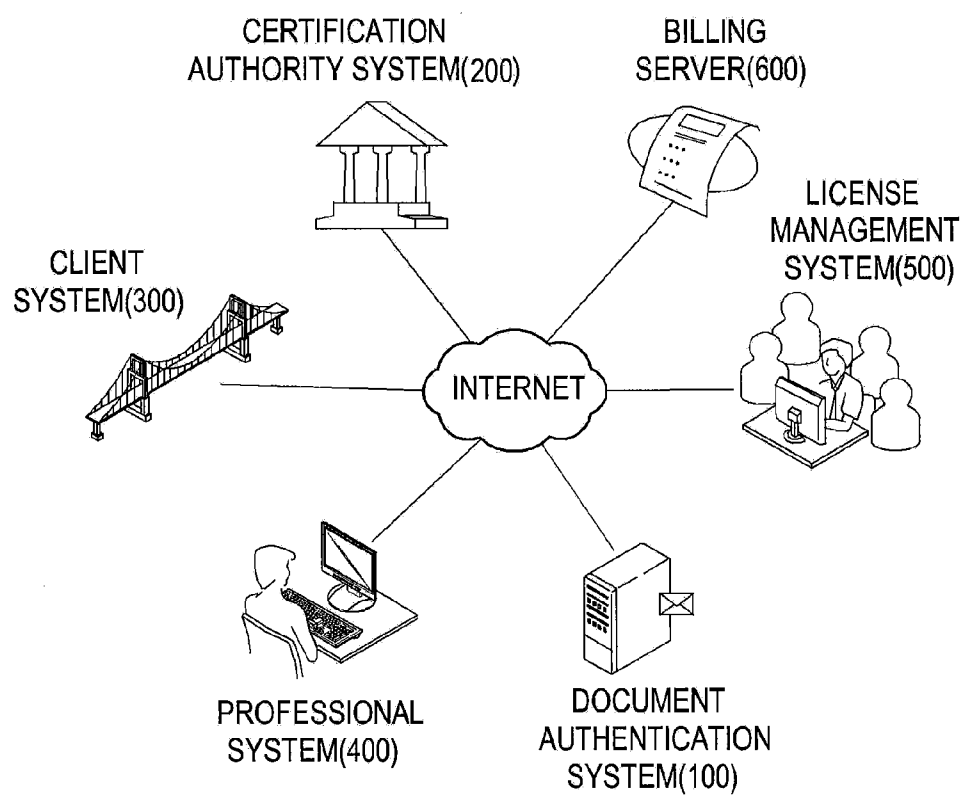 CERTIFICATION
AUTHORITY SYSTEM(200)
BILLING
SERVER(600)
LICENSE
MANAGEMENT
SYSTEM(500)
CLIENT
SYSTEM(300)
INTERNET
PROFESSIONAL
SYSTEM(400)
DOCUMENT
AUTHENTICATION
SYSTEM(100)